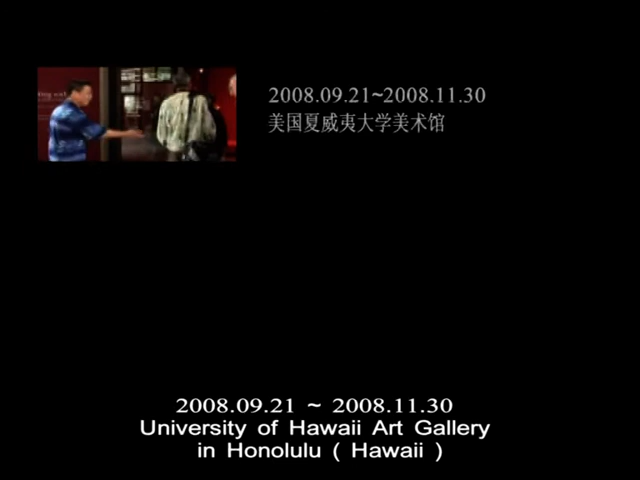 2008.09.21~2008.11.30
美国夏威夷大学美术馆
2008.09.21 ~ 2008.11.30
University of Hawaii Art Gallery
in Honolulu ( Hawaii )